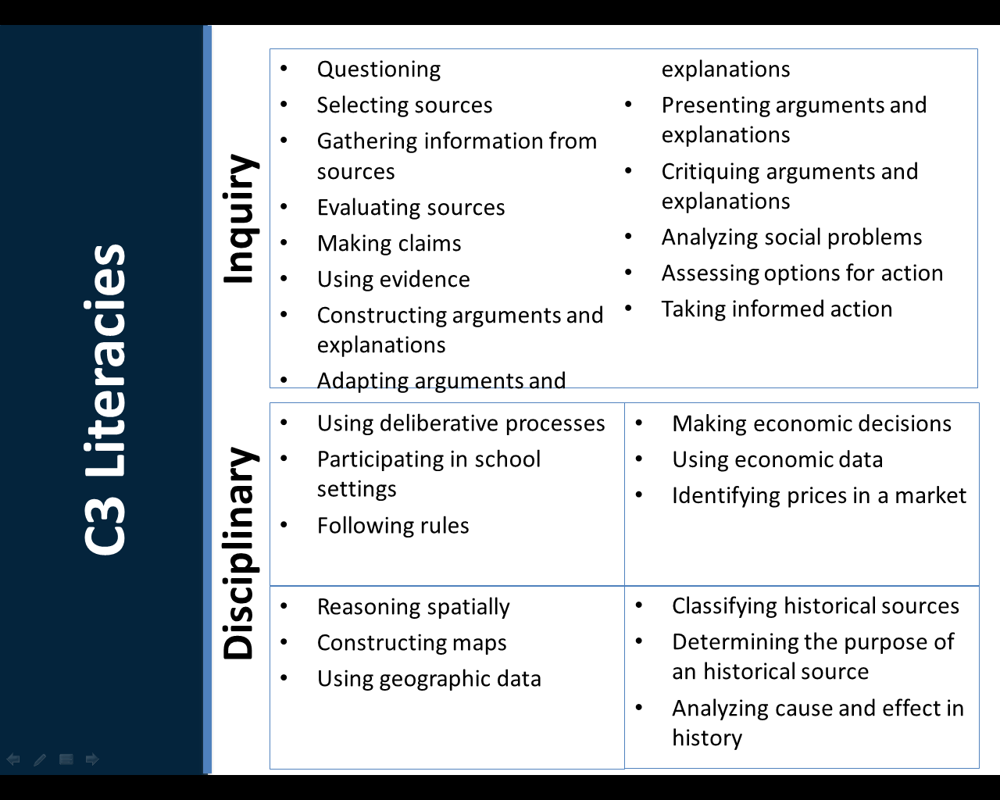 C3 Literacies
Inquiry
• Questioning
• Selecting sources
• Gathering information from
sources
• Evaluating sources
• Making claims
• Using evidence
• Constructing arguments and
explanations
• Adapting arguments and
explanations
• Presenting arguments and
explanations
• Critiquing arguments and
explanations
• Analyzing social problems
• Assessing options for action
• Taking informed action
Disciplinary
• Using deliberative processes
• Participating in school
settings
• Following rules
• Making economic decisions
• Using economic data
• Identifying prices in a market
• Reasoning spatially
• Constructing maps
• Using geographic data
• Classifying historical sources
• Determining the purpose of
an historical source
• Analyzing cause and effect in
history